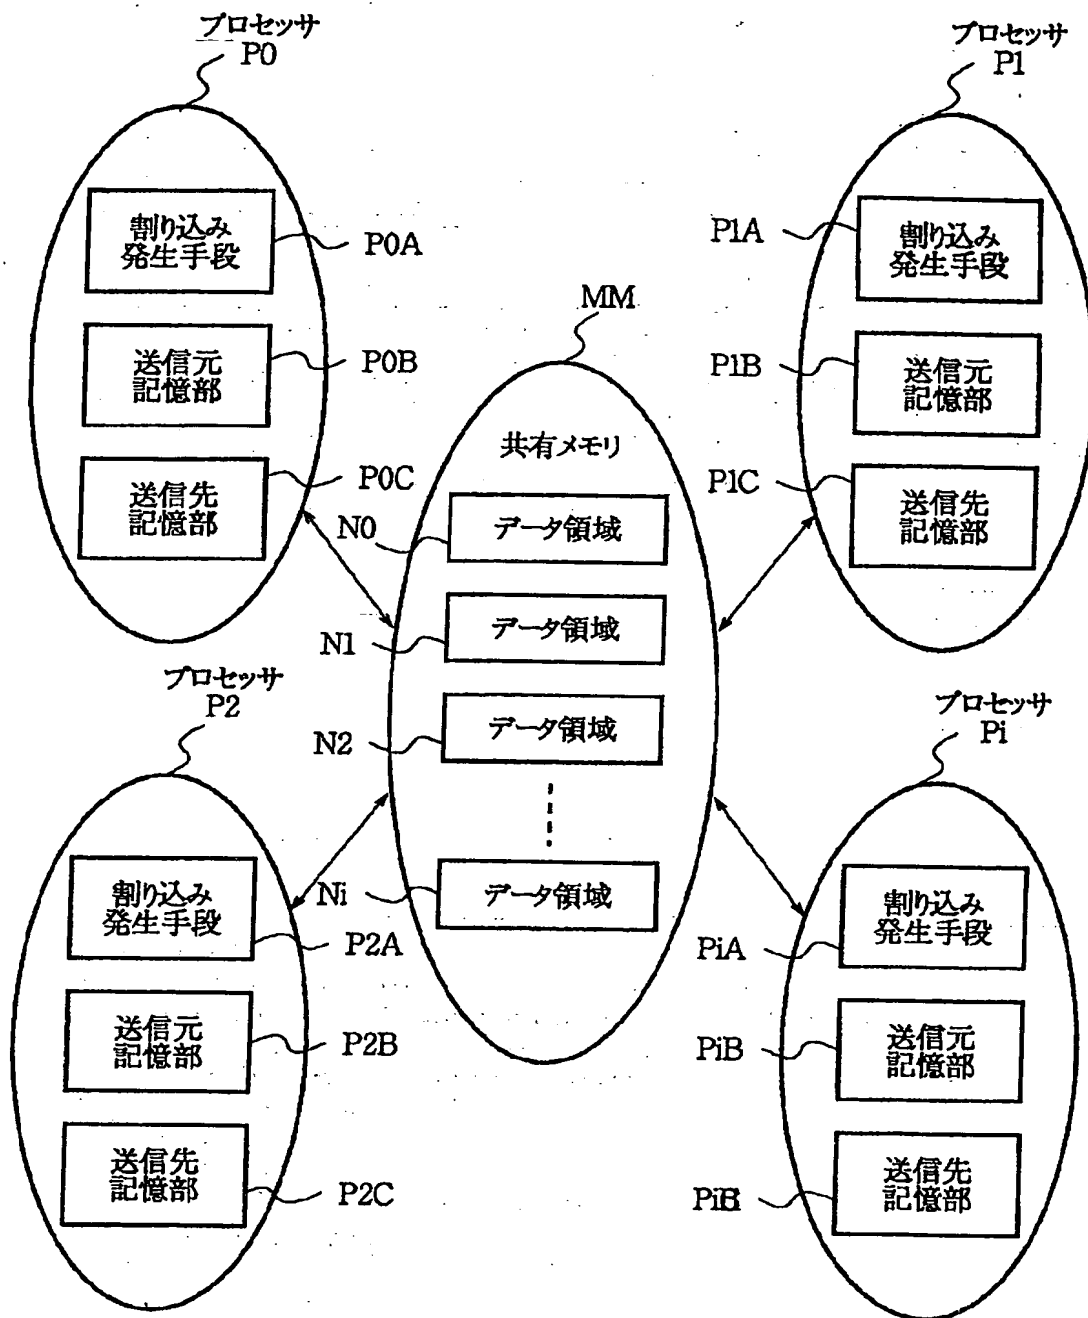 プロセッサ
P0
割り込み
発生手段
P0A
送信元
記憶部
P0B
送信先
記憶部
P0C
プロセッサ
P1
割り込み
発生手段
P1A
送信元
記憶部
P1B
送信先
記憶部
P1C
MM
共有メモリ
N0
データ領域
N1
データ領域
N2
データ領域
Ni
データ領域
プロセッサ
P2
割り込み
発生手段
P2A
送信元
記憶部
P2B
送信先
記憶部
P2C
プロセッサ
Pi
割り込み
発生手段
PiA
送信元
記憶部
PiB
送信先
記憶部